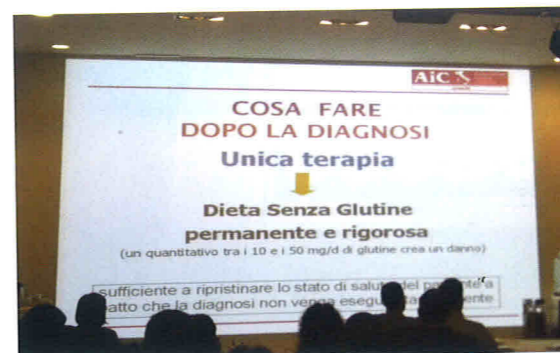 AiC
COSA FARE
DOPO LA DIAGNOSI
Unica terapia
Dieta Senza Glutine
permanente e rigorosa
(un quantitativo tra i 10 e i 50 mg/d di glutine crea un danno)
sufficiente a ripristinare lo stato di salute del a
patto che la diagnosi non venga